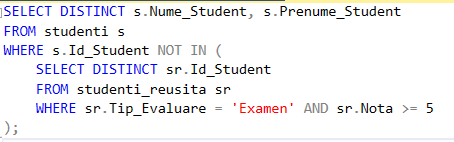 SELECT DISTINCT s.Nume_Student, s.Prenume_Student
FROM studenti s
WHERE s.Id_Student NOT IN (
    SELECT DISTINCT sr.Id_Student
    FROM studenti_reusita sr
    WHERE sr.Tip_Evaluare = 'Examen' AND sr.Nota >= 5
);